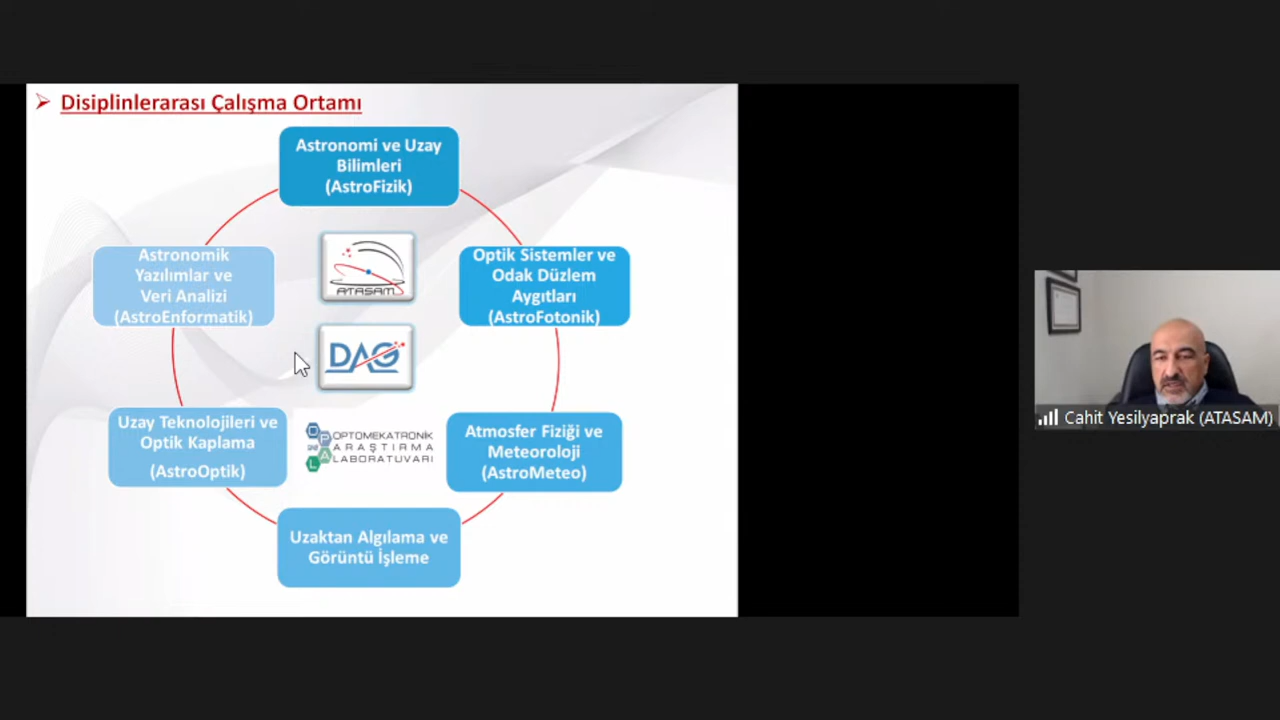 Disiplinlerarası Çalışma Ortamı
Astronomi ve Uzay
Bilimleri
(AstroFizik)
Optik Sistemler ve
Odak Düzlem
Aygıtları
(AstroFotonik)
Atmosfer Fiziği ve
Meteoroloji
(AstroMeteo)
Uzaktan Algılama ve
Görüntü İşleme
Uzay Teknolojileri ve
Optik Kaplama
(AstroOptik)
Astronomik
Yazılımlar ve
Veri Analizi
(AstroEnformatik)
ATASAM
DAG
OPTOMEKATRONİK
ARAŞTIRMA
LABORATUVARI
Cahit Yesilyaprak (ATASAM)